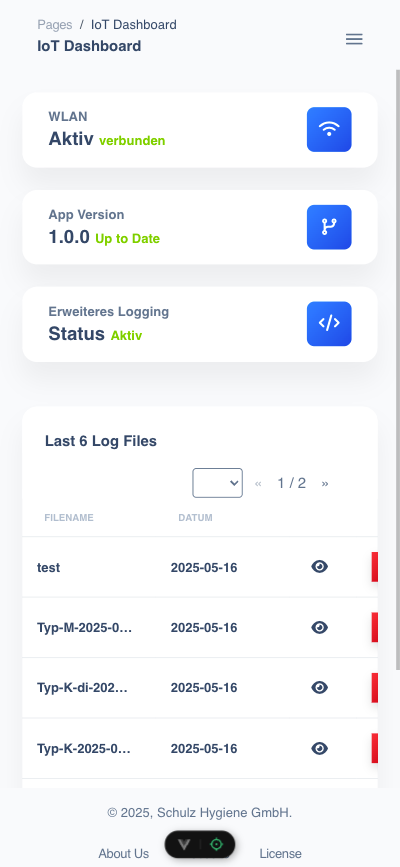 Pages / IoT Dashboard
IoT Dashboard
WLAN
Aktiv verbunden
App Version
1.0.0 Up to Date
Erweiteres Logging
Status Aktiv
Last 6 Log Files
« 1 / 2 »
FILENAME DATUM
test 2025-05-16
Typ-M-2025-0... 2025-05-16
Typ-K-di-202... 2025-05-16
Typ-K-2025-0... 2025-05-16
© 2025, Schulz Hygiene GmbH.
About Us License